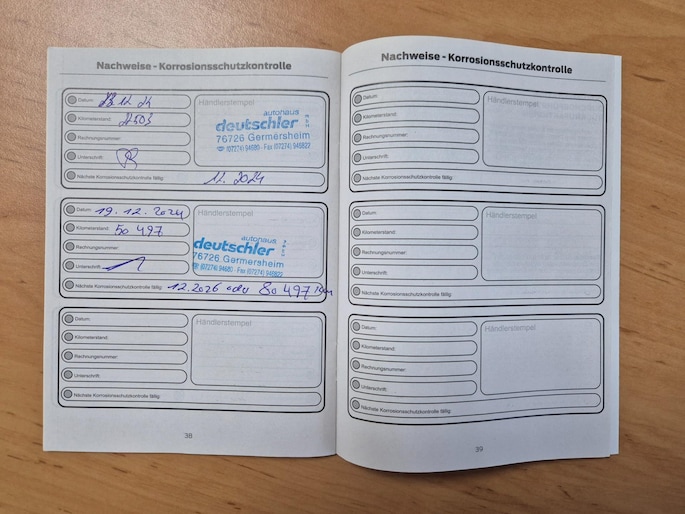 Nachweise - Korrosionsschutzkontrolle
Datum:
Händlerstempel
Kilometerstand:
autohaus
deutschler
76726 Germersheim
Rechnungsnummer:
☎ (07274) 94680 - Fax (07274) 946822
Unterschrift:
Nächste Korrosionsschutzkontrolle fällig: 12. 2024
Datum: 19. 12. 2024
Händlerstempel
Kilometerstand: 50 497
autohaus
deutschler
76726 Germersheim
Rechnungsnummer:
☎ (07274) 94680 - Fax (07274) 946822
Unterschrift:
Nächste Korrosionsschutzkontrolle fällig: 12.2026 oder 80 497 km
Datum:
Händlerstempel
Kilometerstand:
Rechnungsnummer:
Unterschrift:
Nächste Korrosionsschutzkontrolle fällig:
38
Nachweise - Korrosionsschutzkontrolle
Datum:
Händlerstempel
Kilometerstand:
Rechnungsnummer:
Unterschrift:
Nächste Korrosionsschutzkontrolle fällig:
Datum:
Händlerstempel
Kilometerstand:
Rechnungsnummer:
Unterschrift:
Nächste Korrosionsschutzkontrolle fällig:
Datum:
Händlerstempel
Kilometerstand:
Rechnungsnummer:
Unterschrift:
Nächste Korrosionsschutzkontrolle fällig:
39